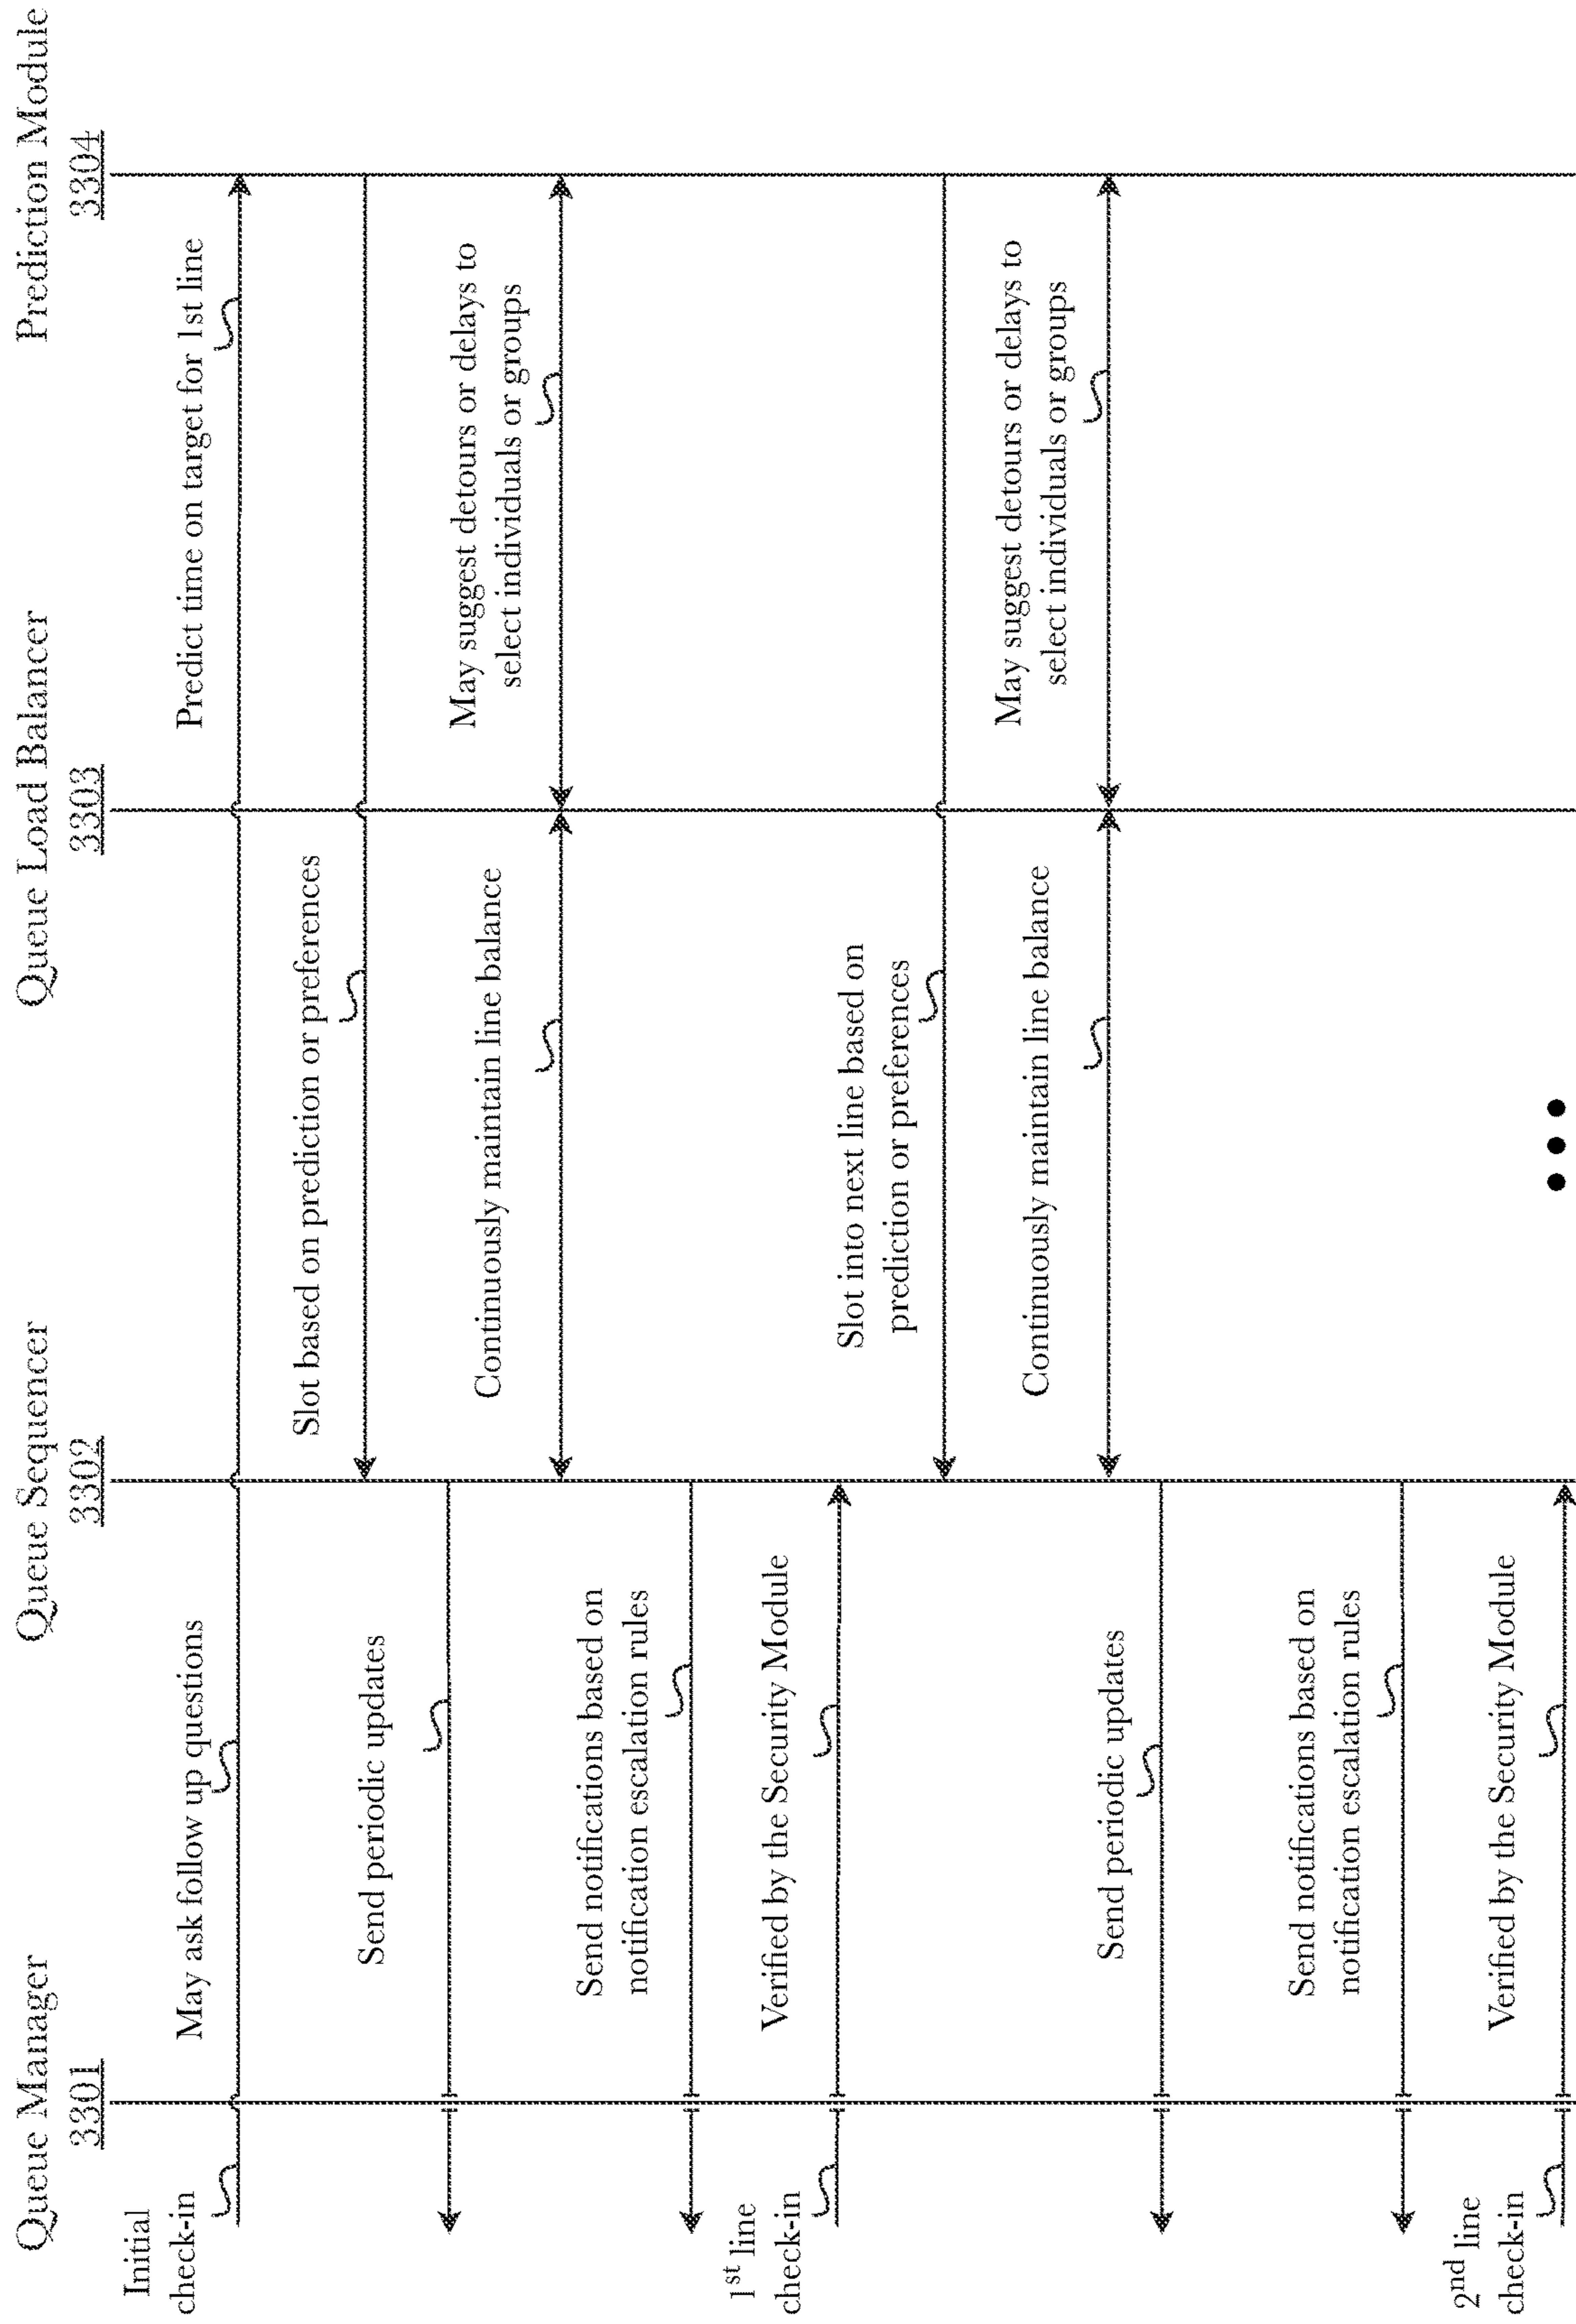 Queue Manager
3301
Queue Sequencer
3302
Queue Load Balancer
3303
Prediction Module
3304
Initial
check-in
May ask follow up questions
Predict time on target for 1st line
Slot based on prediction or preferences
Send periodic updates
Continuously maintain line balance
May suggest detours or delays to
select individuals or groups
Send notifications based on
notification escalation rules
1st line
check-in
Verified by the Security Module
Slot into next line based on
prediction or preferences
Continuously maintain line balance
May suggest detours or delays to
select individuals or groups
Send periodic updates
Send notifications based on
notification escalation rules
2nd line
check-in
Verified by the Security Module